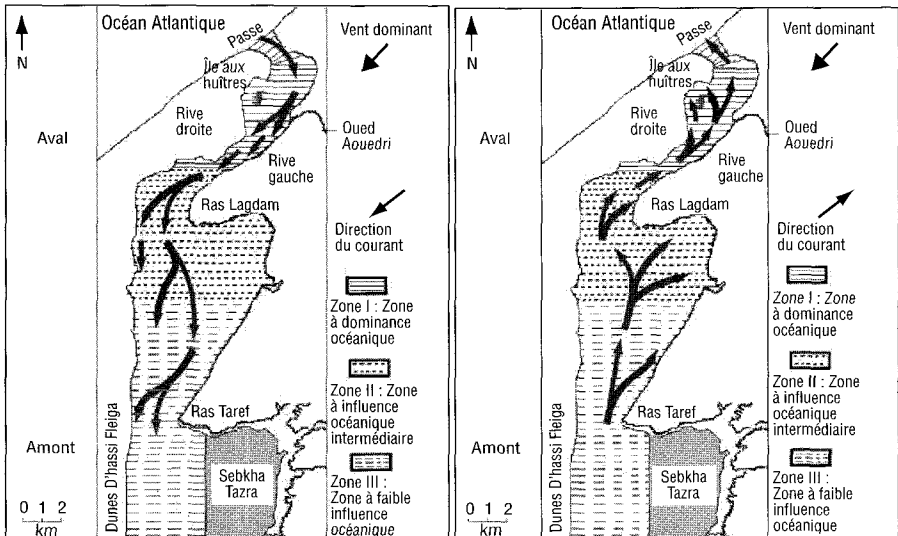 Océan Atlantique
Passe
Vent dominant
N
Île aux
huîtres
Rive
droite
Aval
Oued
Aouedri
Rive
gauche
Ras Lagdam
Direction
du courant
Zone I : Zone
à dominance
océanique
Zone II : Zone
à influence
océanique
intermédiaire
Ras Taref
Amont
Dunes D'hassi Fleiga
Sebkha
Tazra
Zone III :
Zone à faible
influence
océanique
0 1 2
km
Océan Atlantique
Passe
Vent dominant
N
Île aux
huîtres
Rive
droite
Aval
Oued
Aouedri
Rive
gauche
Ras Lagdam
Direction
du courant
Zone I : Zone
à dominance
océanique
Zone II : Zone
à influence
océanique
intermédiaire
Ras Taref
Amont
Dunes D'hassi Fleiga
Sebkha
Tazra
Zone III :
Zone à faible
influence
océanique
0 1 2
km